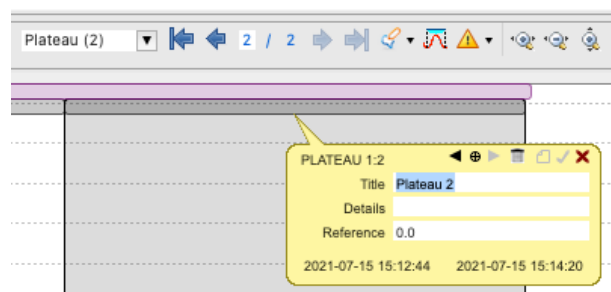 Plateau (2) 2 / 2
PLATEAU 1:2
Title Plateau 2
Details
Reference 0.0
2021-07-15 15:12:44 2021-07-15 15:14:20